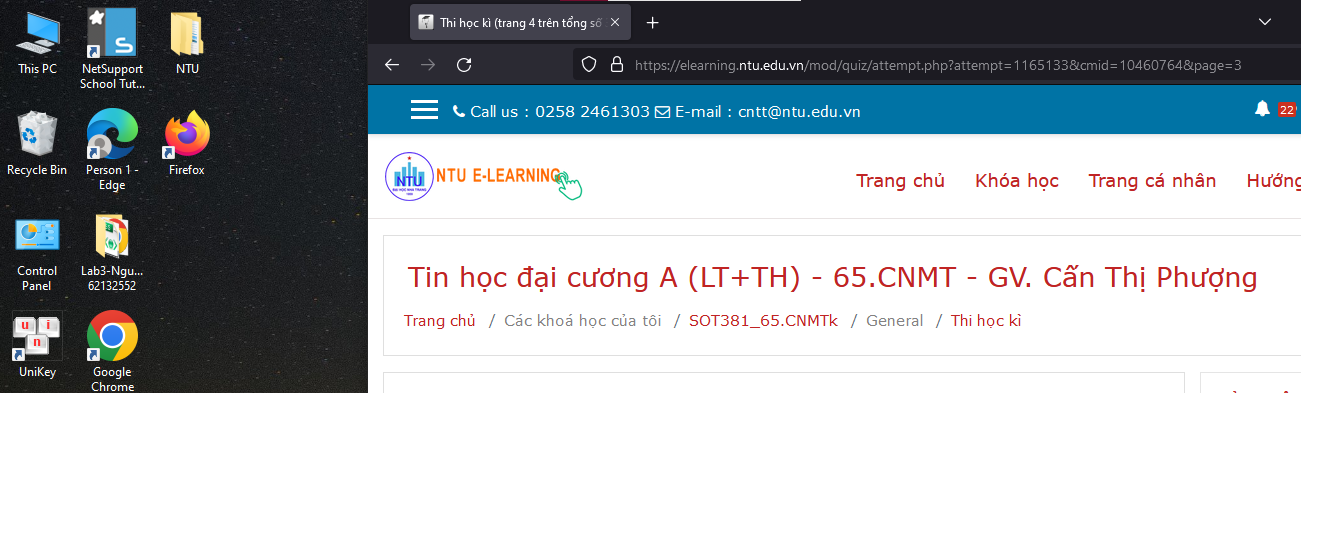 This PC
NetSupport
School Tut...
NTU
Recycle Bin
Person 1 -
Edge
Firefox
Control
Panel
Lab3-Ngu...
62132552
UniKey
Google
Chrome
Thi học kì (trang 4 trên tổng số
https://elearning.ntu.edu.vn/mod/quiz/attempt.php?attempt=1165133&cmid=10460764&page=3
Call us : 0258 2461303 E-mail : cntt@ntu.edu.vn
22
NTU
NTU E-LEARNING
Trang chủ Khóa học Trang cá nhân Hướng
Tin học đại cương A (LT+TH) - 65.CNMT - GV. Cấn Thị Phượng
Trang chủ / Các khoá học của tôi / SOT381_65.CNMTk / General / Thi học kì